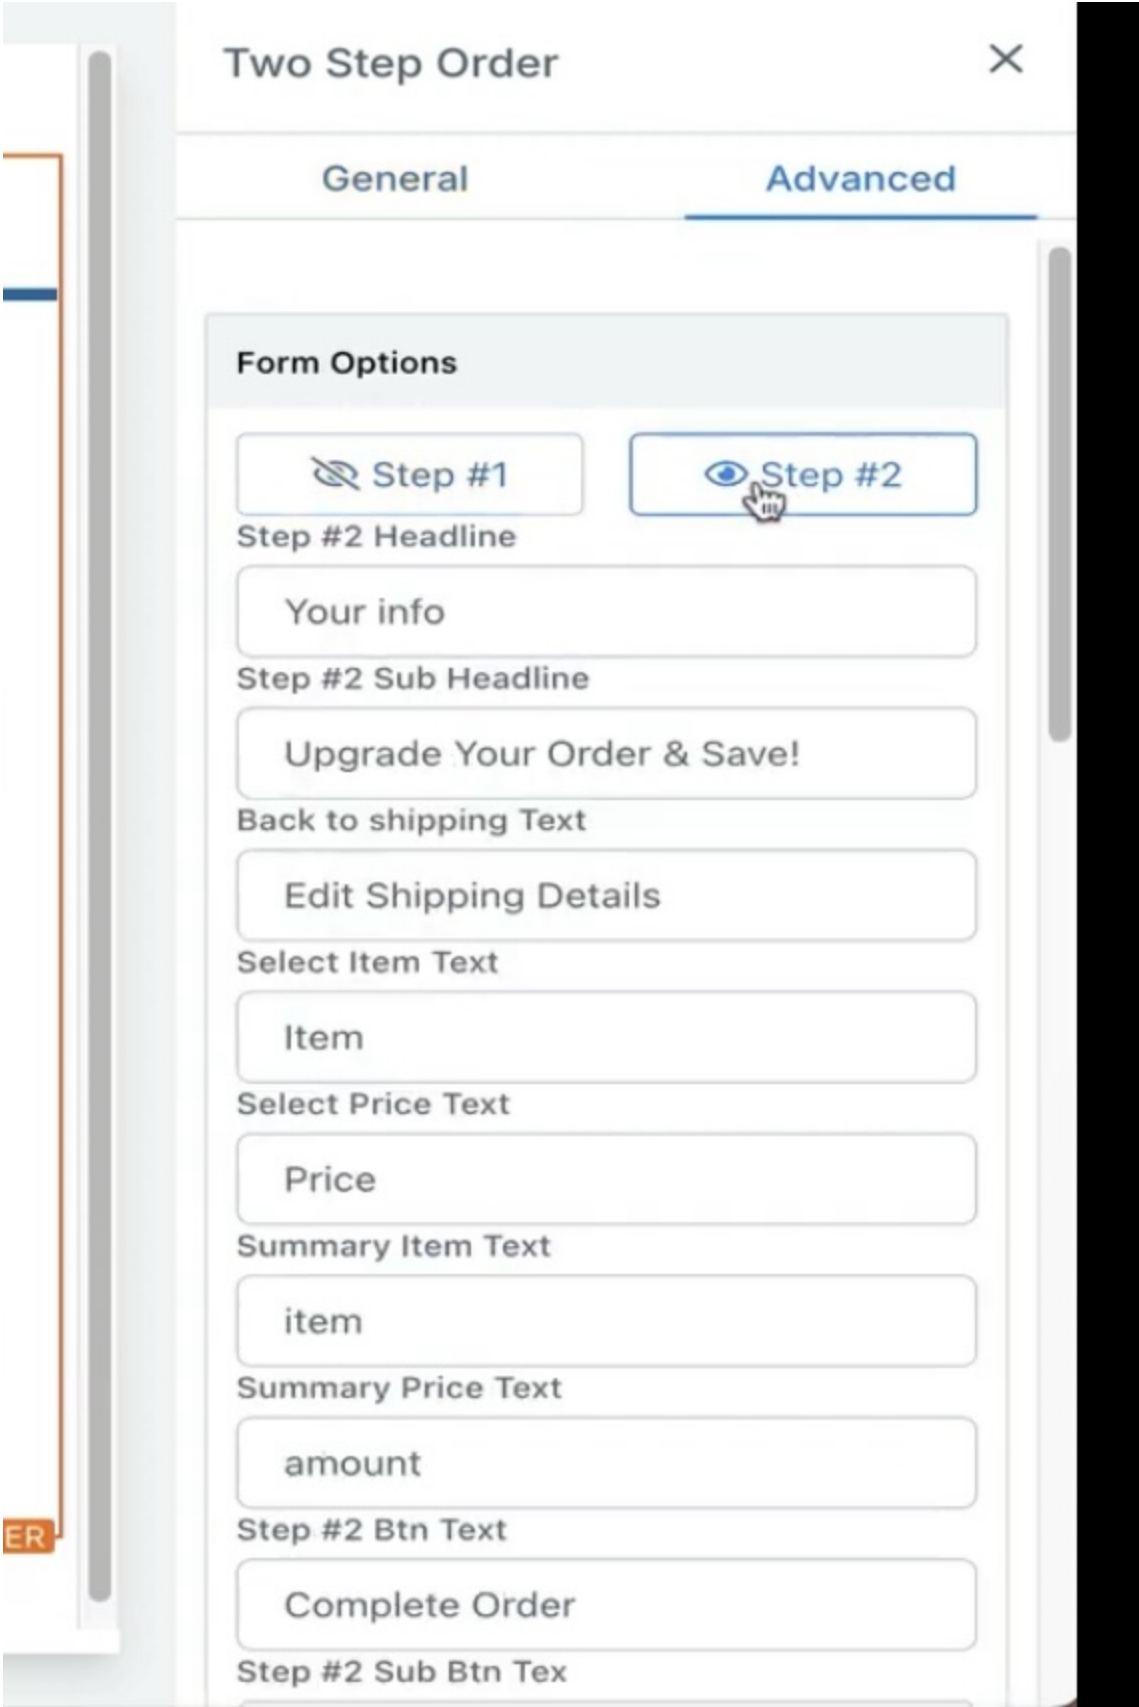 Two Step Order
General
Advanced
Form Options
Step #1
Step #2
Step #2 Headline
Your info
Step #2 Sub Headline
Upgrade Your Order & Save!
Back to shipping Text
Edit Shipping Details
Select Item Text
Item
Select Price Text
Price
Summary Item Text
item
Summary Price Text
amount
Step #2 Btn Text
ER
Complete Order
Step #2 Sub Btn Tex